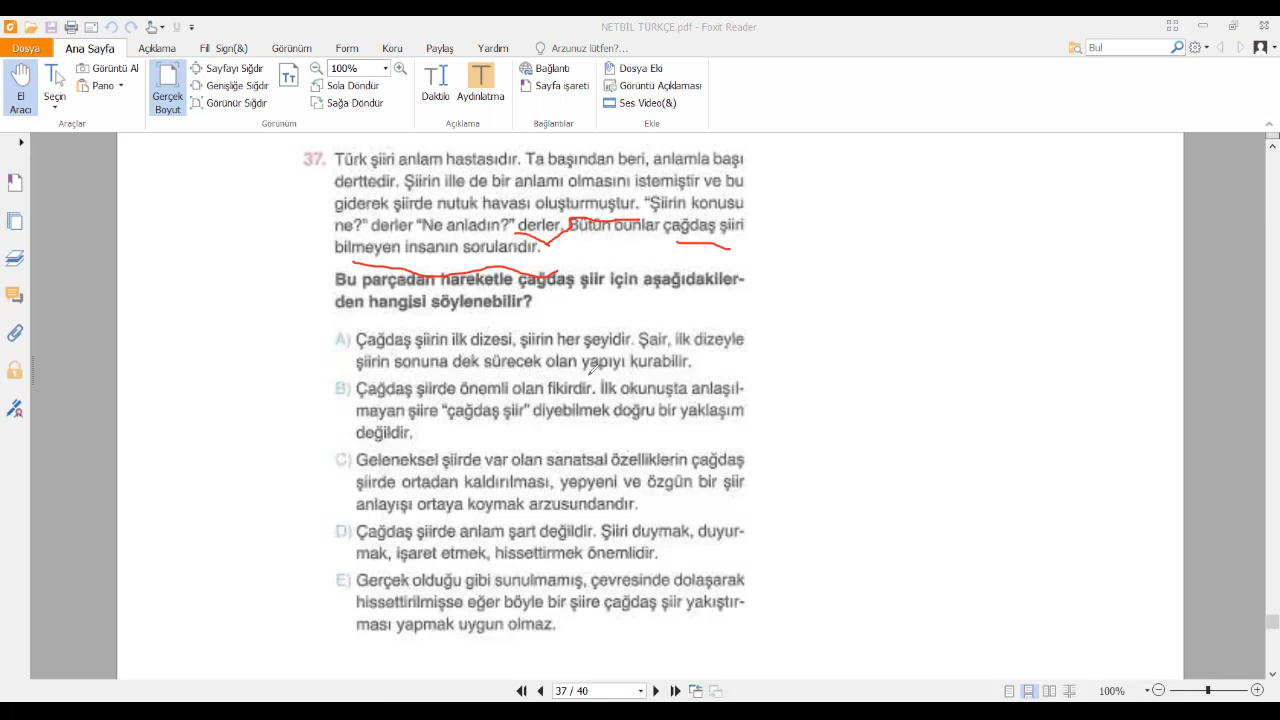 NETBİL TÜRKÇE.pdf - Foxit Reader
Dosya Ana Sayfa Açıklama Fill Sign(&) Görünüm Form Koru Paylaş Yardım Arzunuz lütfen?... Bul
El Aracı
Seçin
Görüntü Al
Pano
Gerçek Boyut
Sayfayı Sığdır
Genişliğe Sığdır
Görünür Sığdır
100%
Sola Döndür
Sağa Döndür
Daktilo
Aydınlatma
Bağlantı
Sayfa işareti
Dosya Eki
Görüntü Açıklaması
Ses Video(&)
Araçlar Görünüm Açıklama Bağlantılar Ekle
37. Türk şiiri anlam hastasıdır. Ta başından beri, anlamla başı
derttedir. Şiirin ille de bir anlamı olmasını istemiştir ve bu
giderek şiirde nutuk havası oluşturmuştur. “Şiirin konusu
ne?” derler “Ne anladın?” derler. Bütün bunlar çağdaş şiiri
bilmeyen insanın sorularıdır.
Bu parçadan hareketle çağdaş şiir için aşağıdakiler-
den hangisi söylenebilir?
A) Çağdaş şiirin ilk dizesi, şiirin her şeyidir. Şair, ilk dizeyle
şiirin sonuna dek sürecek olan yapıyı kurabilir.
B) Çağdaş şiirde önemli olan fikirdir. İlk okunuşta anlaşıl-
mayan şiire “çağdaş şiir” diyebilmek doğru bir yaklaşım
değildir.
C) Geleneksel şiirde var olan sanatsal özelliklerin çağdaş
şiirde ortadan kaldırılması, yepyeni ve özgün bir şiir
anlayışı ortaya koymak arzusundandır.
D) Çağdaş şiirde anlam şart değildir. Şiiri duymak, duyur-
mak, işaret etmek, hissettirmek önemlidir.
E) Gerçek olduğu gibi sunulmamış, çevresinde dolaşarak
hissettirilmişse eğer böyle bir şiire çağdaş şiir yakıştır-
ması yapmak uygun olmaz.
37 / 40
100%